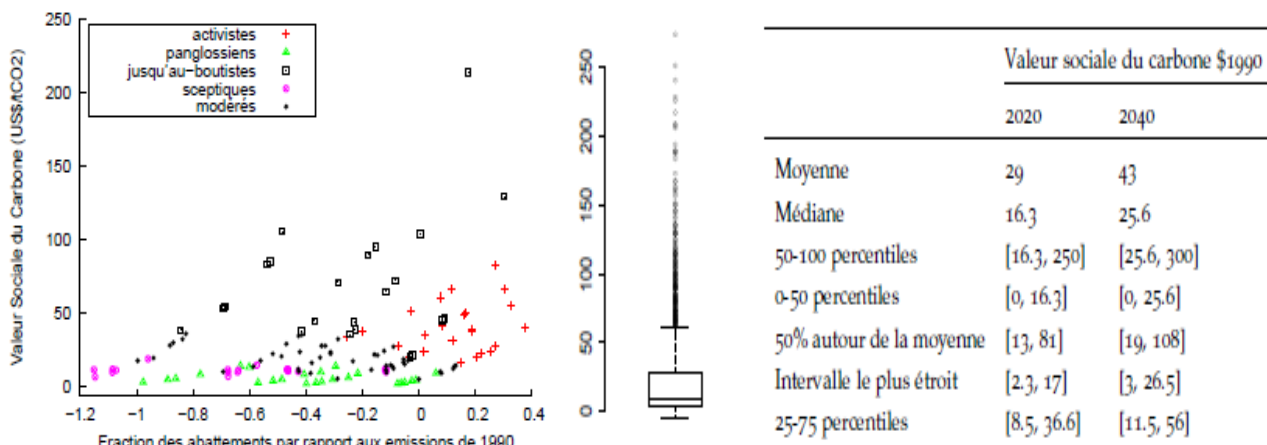 Valeur Sociale du Carbone (US$/tCO2)
250
200
150
100
50
0
activistes
panglossiens
jusqu'au-boutistes
sceptiques
modérés
-1.2 -1 -0.8 -0.6 -0.4 -0.2 0 0.2 0.4
Fraction des abattements par rapport aux emissions de 1990
250
200
150
100
50
0
Valeur sociale du carbone $1990
2020 2040
Moyenne 29 43
Médiane 16.3 25.6
50-100 percentiles [16.3, 250] [25.6, 300]
0-50 percentiles [0, 16.3] [0, 25.6]
50% autour de la moyenne [13, 81] [19, 108]
Intervalle le plus étroit [2.3, 17] [3, 26.5]
25-75 percentiles [8.5, 36.6] [11.5, 56]